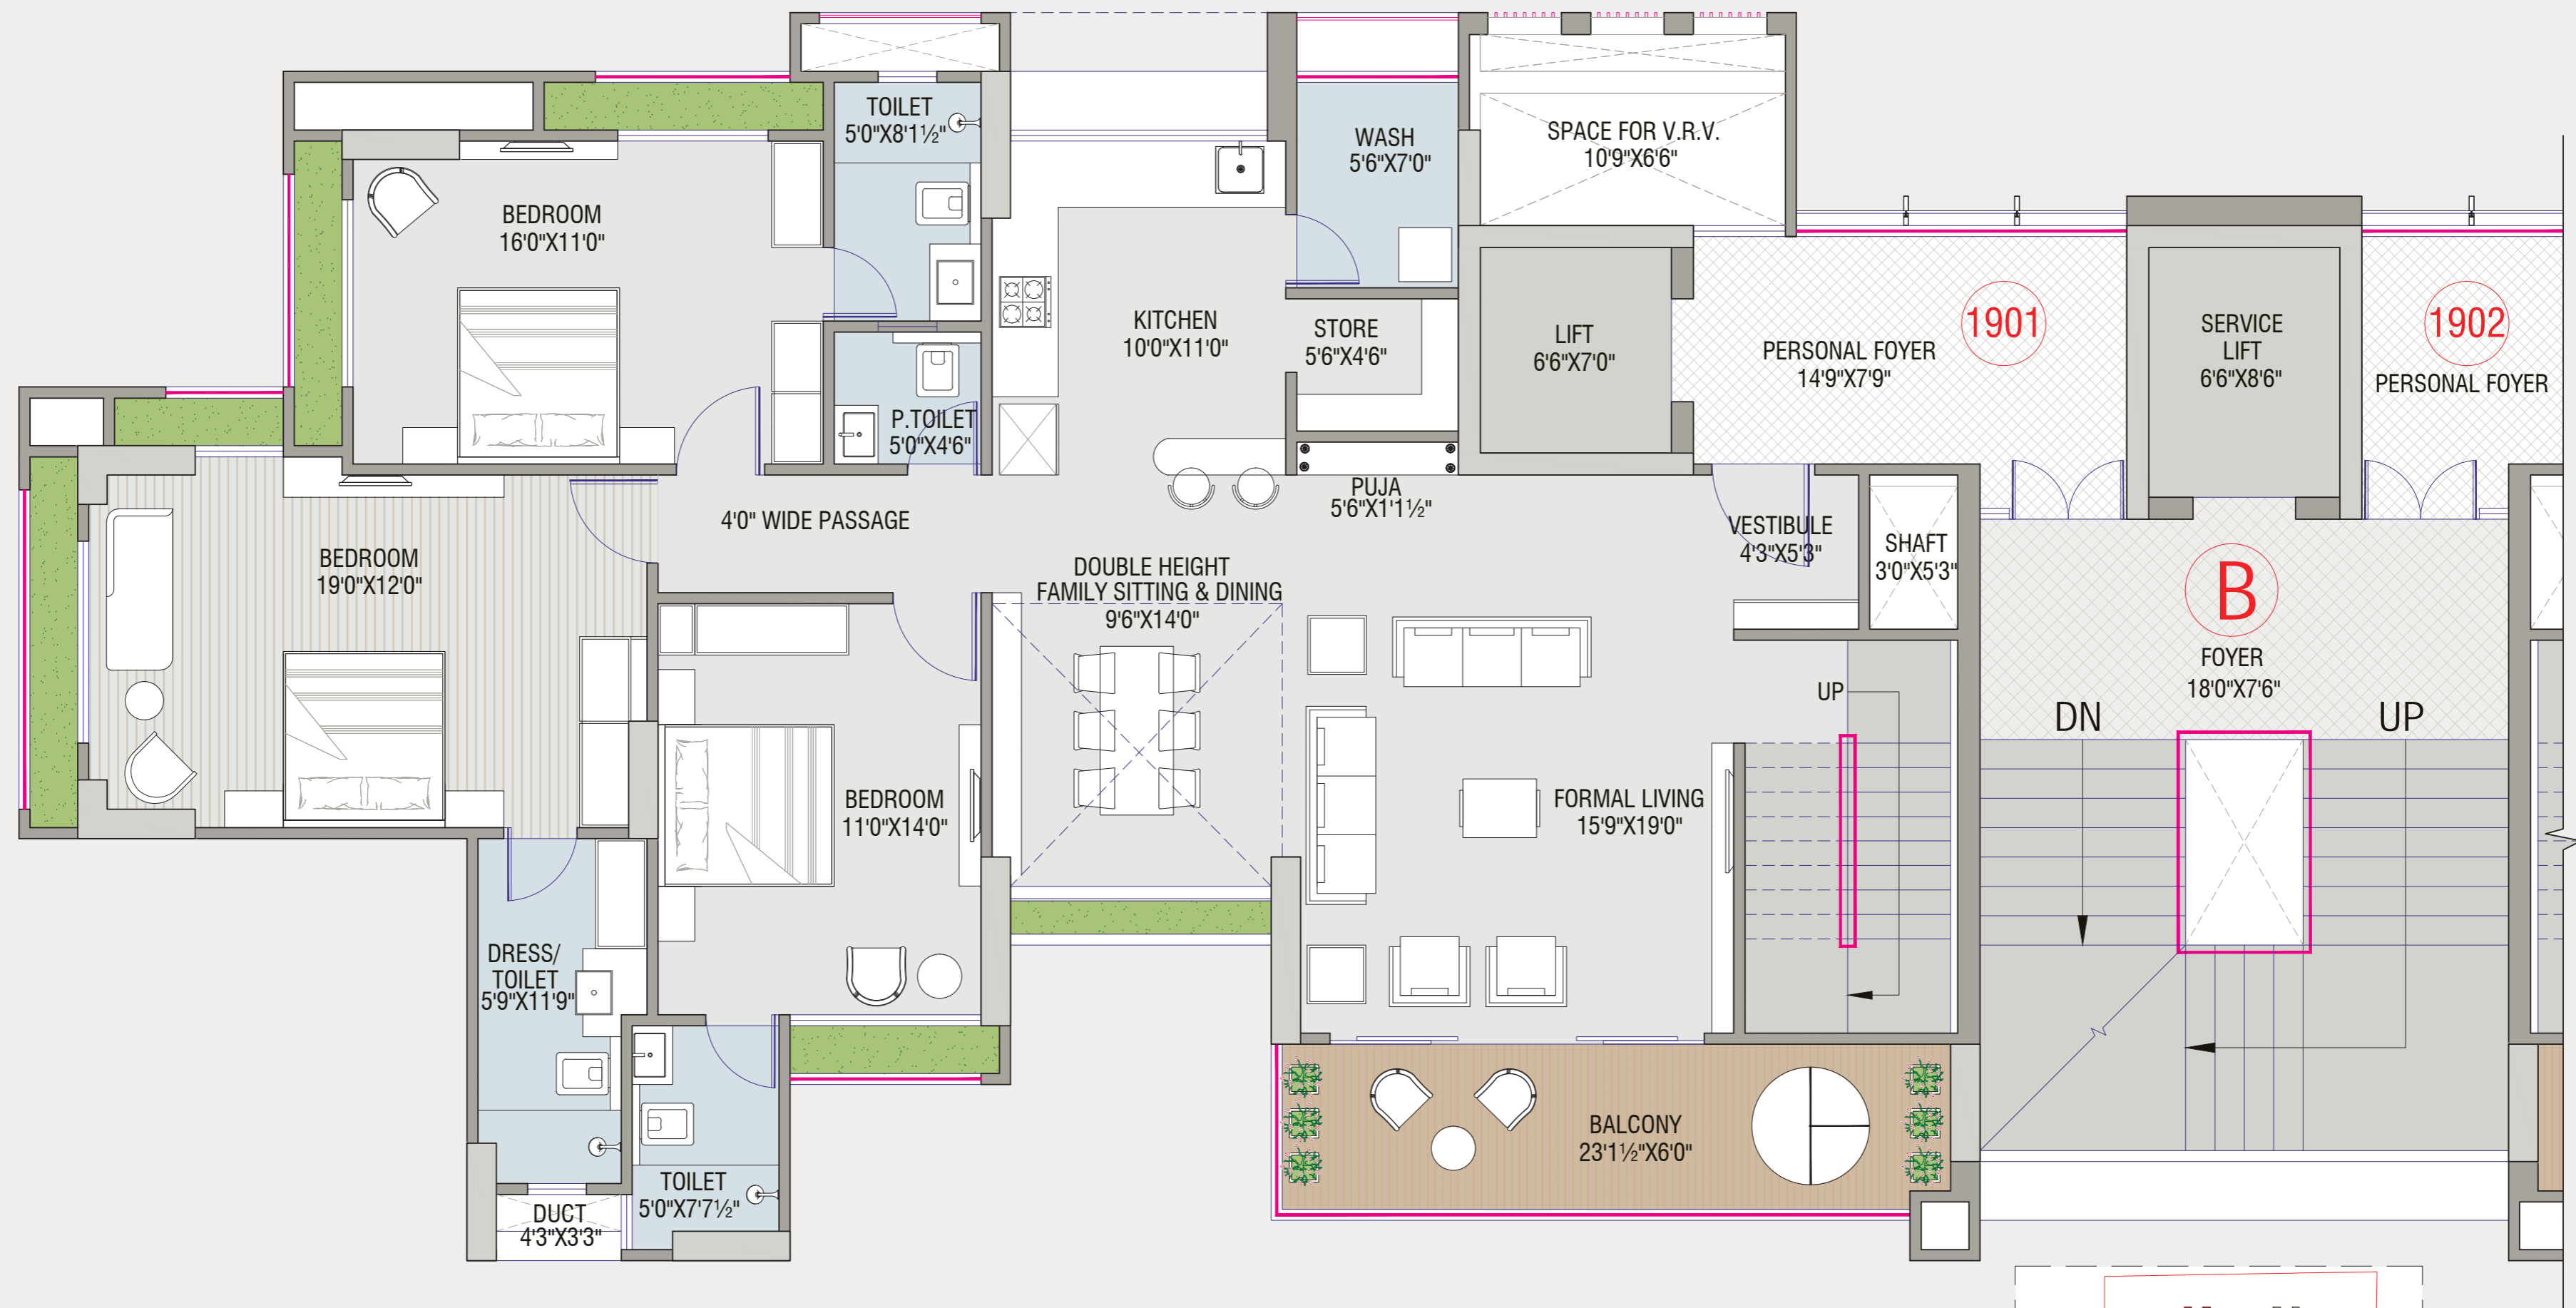 TOILET
5'0"X8'1½"
WASH
5'6"X7'0"
SPACE FOR V.R.V.
10'9"X6'6"
BEDROOM
16'0"X11'0"
KITCHEN
10'0"X11'0"
STORE
5'6"X4'6"
LIFT
6'6"X7'0"
PERSONAL FOYER
14'9"X7'9"
1901
SERVICE
LIFT
6'6"X8'6"
1902
PERSONAL FOYER
P.TOILET
5'0"X4'6"
PUJA
5'6"X1'1½"
4'0" WIDE PASSAGE
VESTIBULE
4'3"X5'3"
SHAFT
3'0"X5'3"
BEDROOM
19'0"X12'0"
DOUBLE HEIGHT
FAMILY SITTING & DINING
9'6"X14'0"
B
FOYER
18'0"X7'6"
UP
DN
UP
BEDROOM
11'0"X14'0"
FORMAL LIVING
15'9"X19'0"
DRESS/
TOILET
5'9"X11'9"
BALCONY
23'1½"X6'0"
TOILET
5'0"X7'7½"
DUCT
4'3"X3'3"